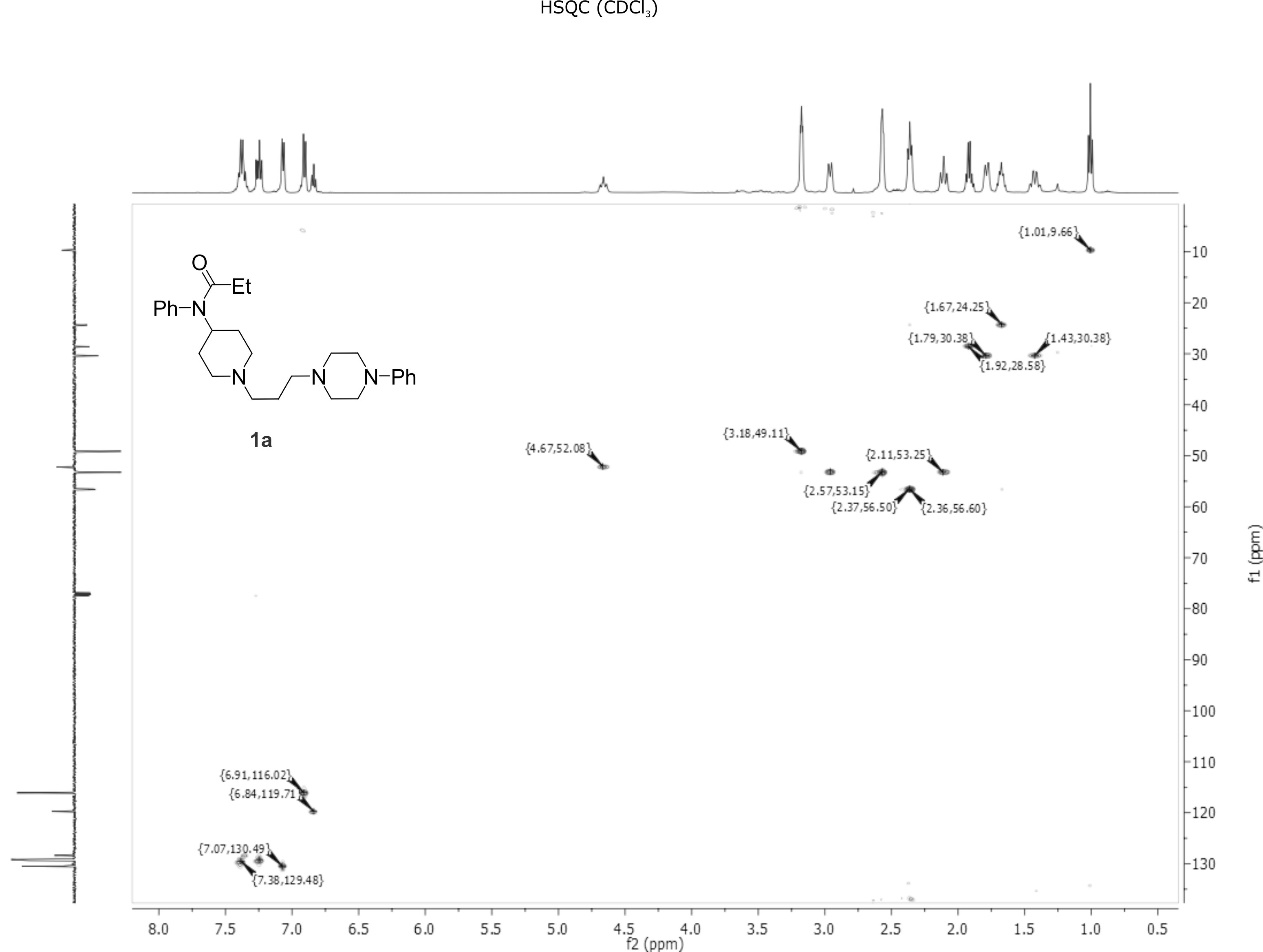 HSQC (CDCl₃)
{1.01,9.66}
{1.67,24.25}
{1.79,30.38}
{1.43,30.38}
{1.92,28.58}
{3.18,49.11}
{4.67,52.08}
{2.11,53.25}
{2.57,53.15}
{2.37,56.50}
{2.36,56.60}
{6.91,116.02}
{6.84,119.71}
{7.07,130.49}
{7.38,129.48}
O
Et
Ph
N
N
N
N
Ph
1a
10
20
30
40
50
60
70
80
90
100
110
120
130
f1 (ppm)
8.0 7.5 7.0 6.5 6.0 5.5 5.0 4.5 4.0 3.5 3.0 2.5 2.0 1.5 1.0 0.5
f2 (ppm)